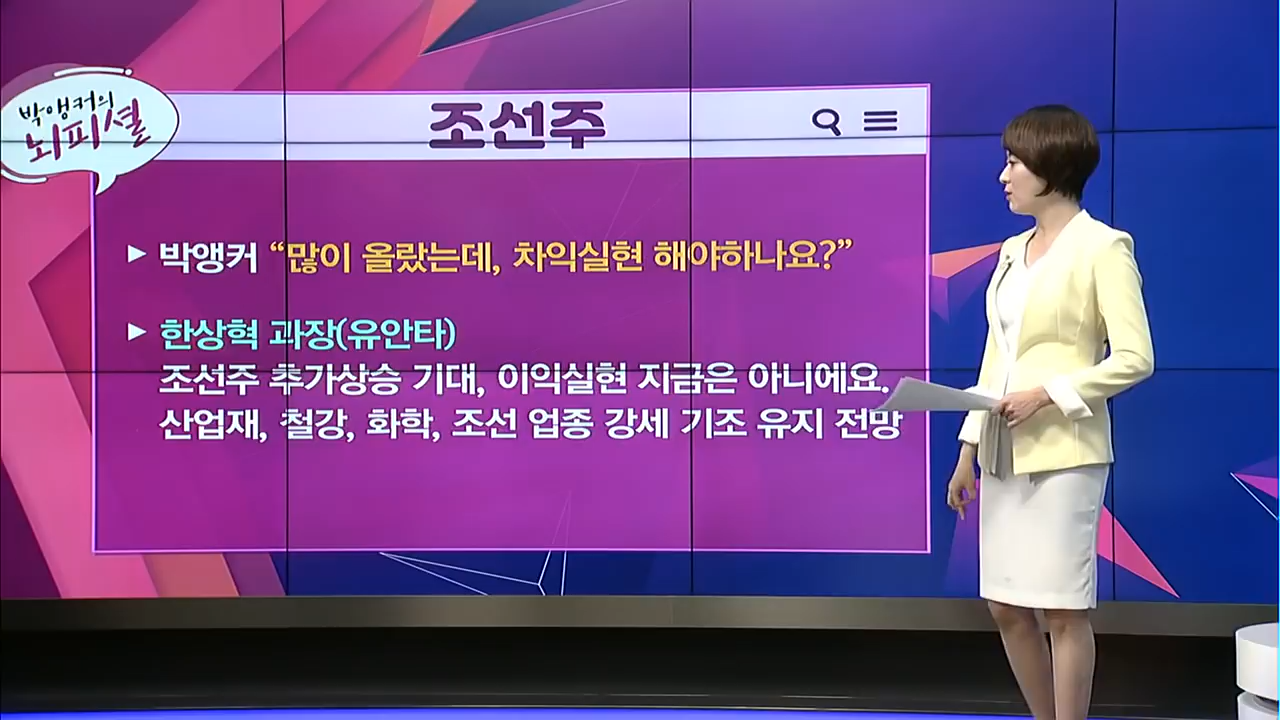 박앵커의
뇌피셜
조선주
▶ 박앵커 “많이 올랐는데, 차익실현 해야하나요?”
▶ 한상혁 과장(유안타)
조선주 추가상승 기대, 이익실현 지금은 아니에요.
산업재, 철강, 화학, 조선 업종 강세 기조 유지 전망